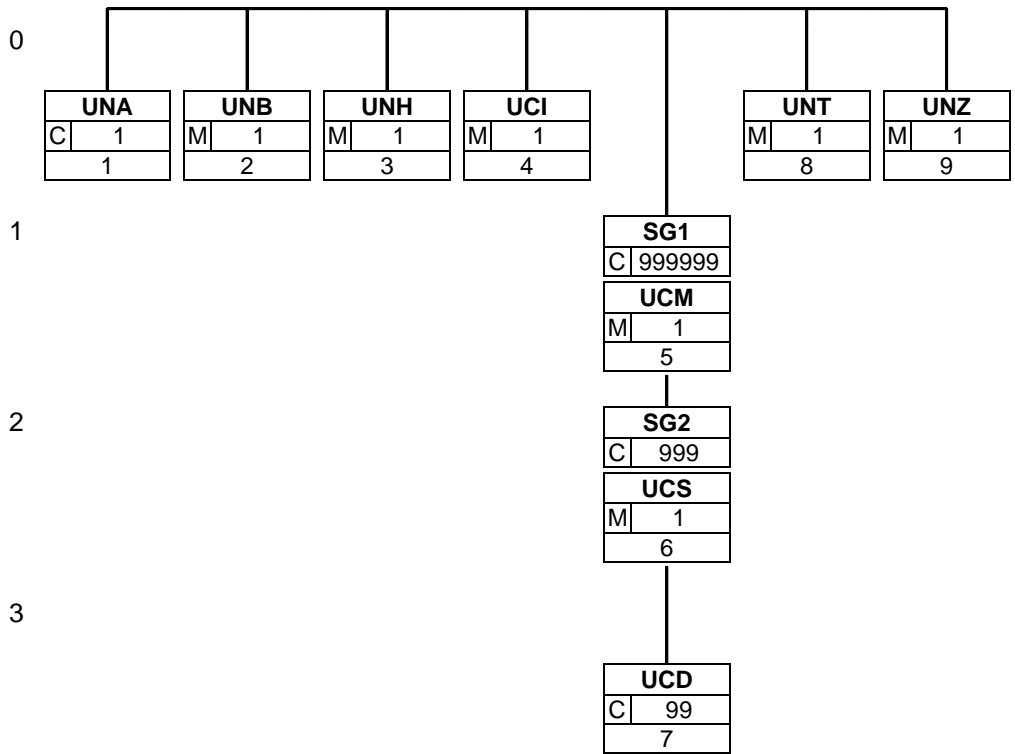 0
UNA UNB UNH UCI UNT UNZ
C 1 M 1 M 1 M 1 M 1 M 1
1 2 3 4 8 9
1
SG1
C 999999
UCM
M 1
5
2
SG2
C 999
UCS
M 1
6
3
UCD
C 99
7